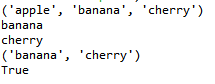 ('apple', 'banana', 'cherry')
banana
cherry
('banana', 'cherry')
True